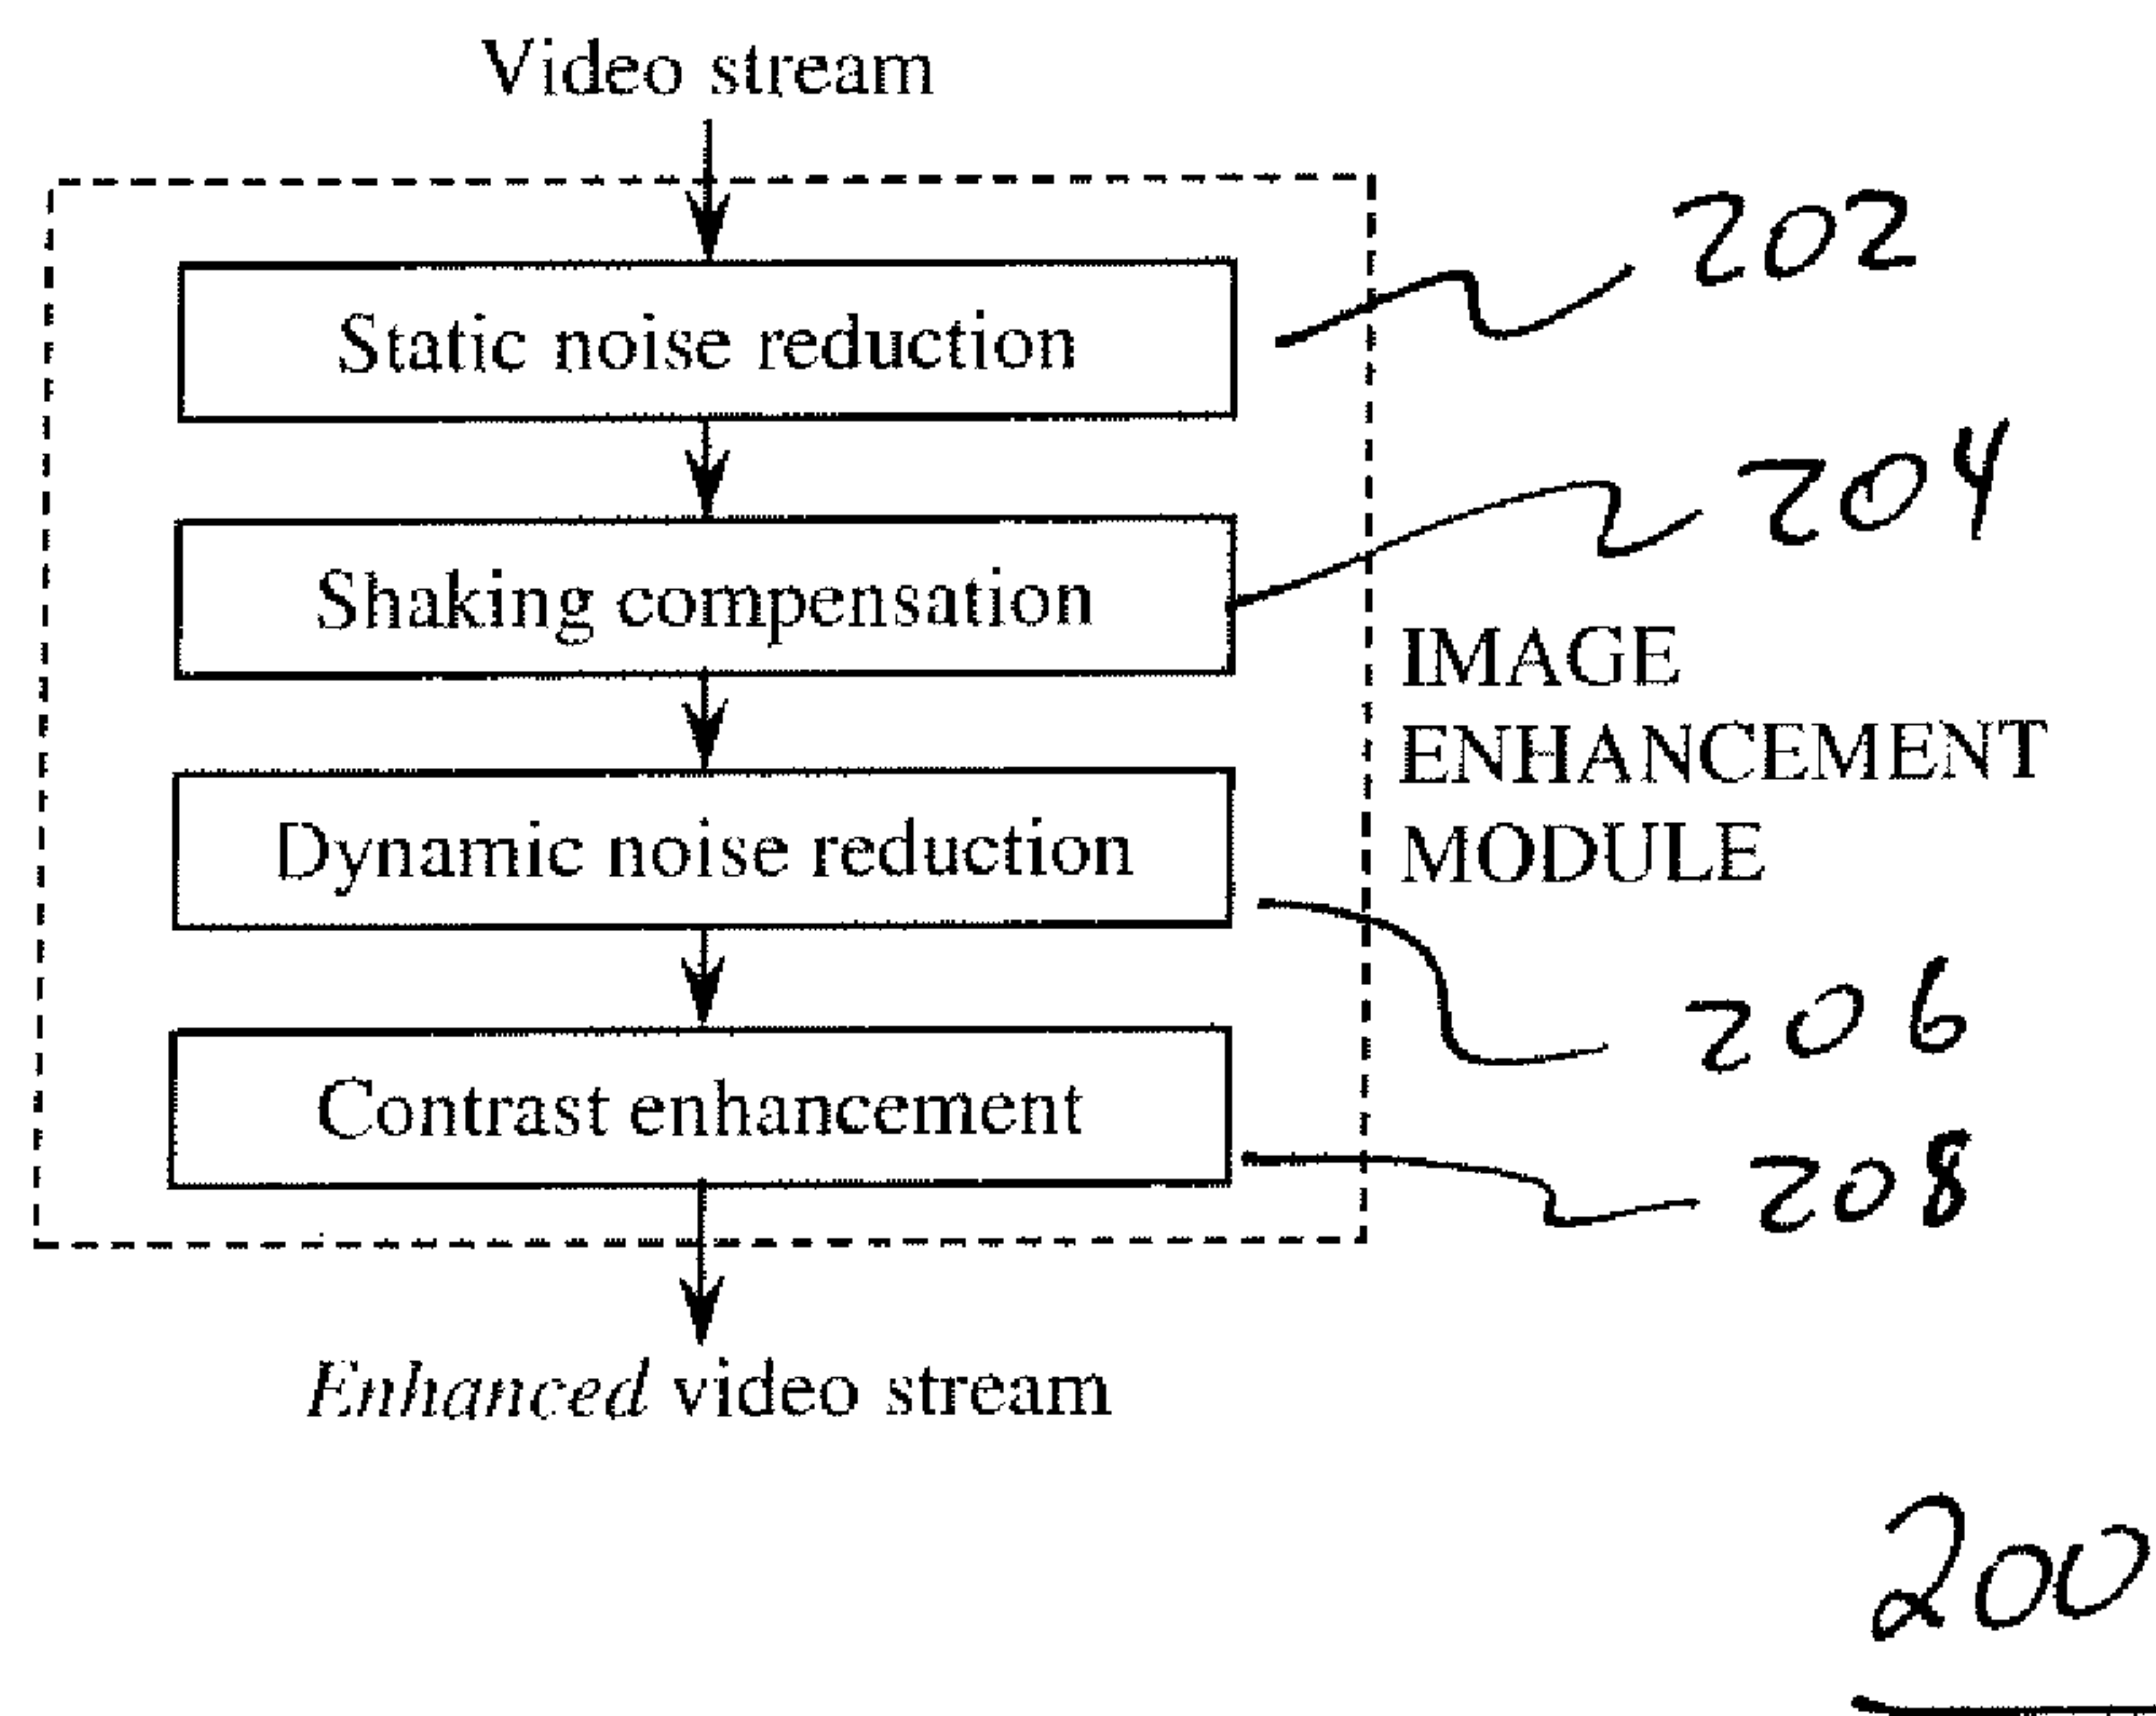 Video stream
202
Static noise reduction
204
Shaking compensation
IMAGE
ENHANCEMENT
MODULE
Dynamic noise reduction
206
Contrast enhancement
208
Enhanced video stream
200